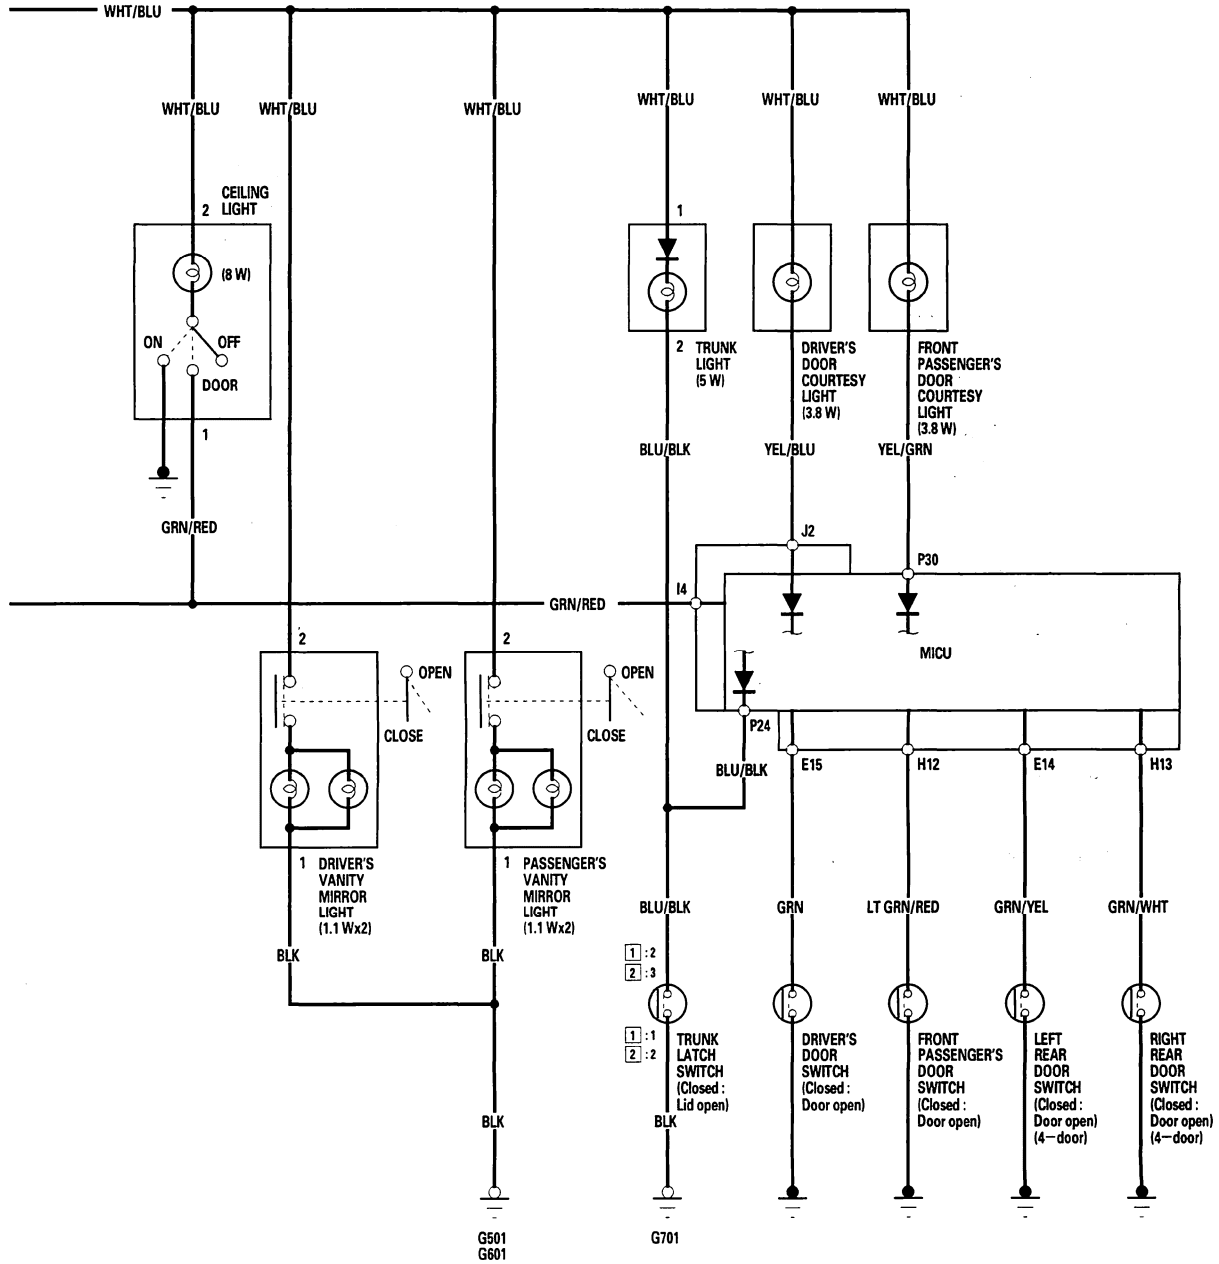 WHT/BLU
WHT/BLU
WHT/BLU
WHT/BLU
WHT/BLU
WHT/BLU
WHT/BLU
2
CEILING
LIGHT
(8 W)
ON
OFF
DOOR
1
GRN/RED
1
2
TRUNK
LIGHT
(5 W)
DRIVER'S
DOOR
COURTESY
LIGHT
(3.8 W)
FRONT
PASSENGER'S
DOOR
COURTESY
LIGHT
(3.8 W)
BLU/BLK
YEL/BLU
YEL/GRN
J2
P30
I4
GRN/RED
MICU
P24
BLU/BLK
E15
H12
E14
H13
2
OPEN
CLOSE
2
OPEN
CLOSE
1
DRIVER'S
VANITY
MIRROR
LIGHT
(1.1 Wx2)
1
PASSENGER'S
VANITY
MIRROR
LIGHT
(1.1 Wx2)
BLK
BLK
BLK
G501
G601
BLU/BLK
GRN
LT GRN/RED
GRN/YEL
GRN/WHT
1 : 2
2 : 3
1 : 1
2 : 2
TRUNK
LATCH
SWITCH
(Closed :
Lid open)
BLK
G701
DRIVER'S
DOOR
SWITCH
(Closed :
Door open)
FRONT
PASSENGER'S
DOOR
SWITCH
(Closed :
Door open)
LEFT
REAR
DOOR
SWITCH
(Closed :
Door open)
(4-door)
RIGHT
REAR
DOOR
SWITCH
(Closed :
Door open)
(4-door)